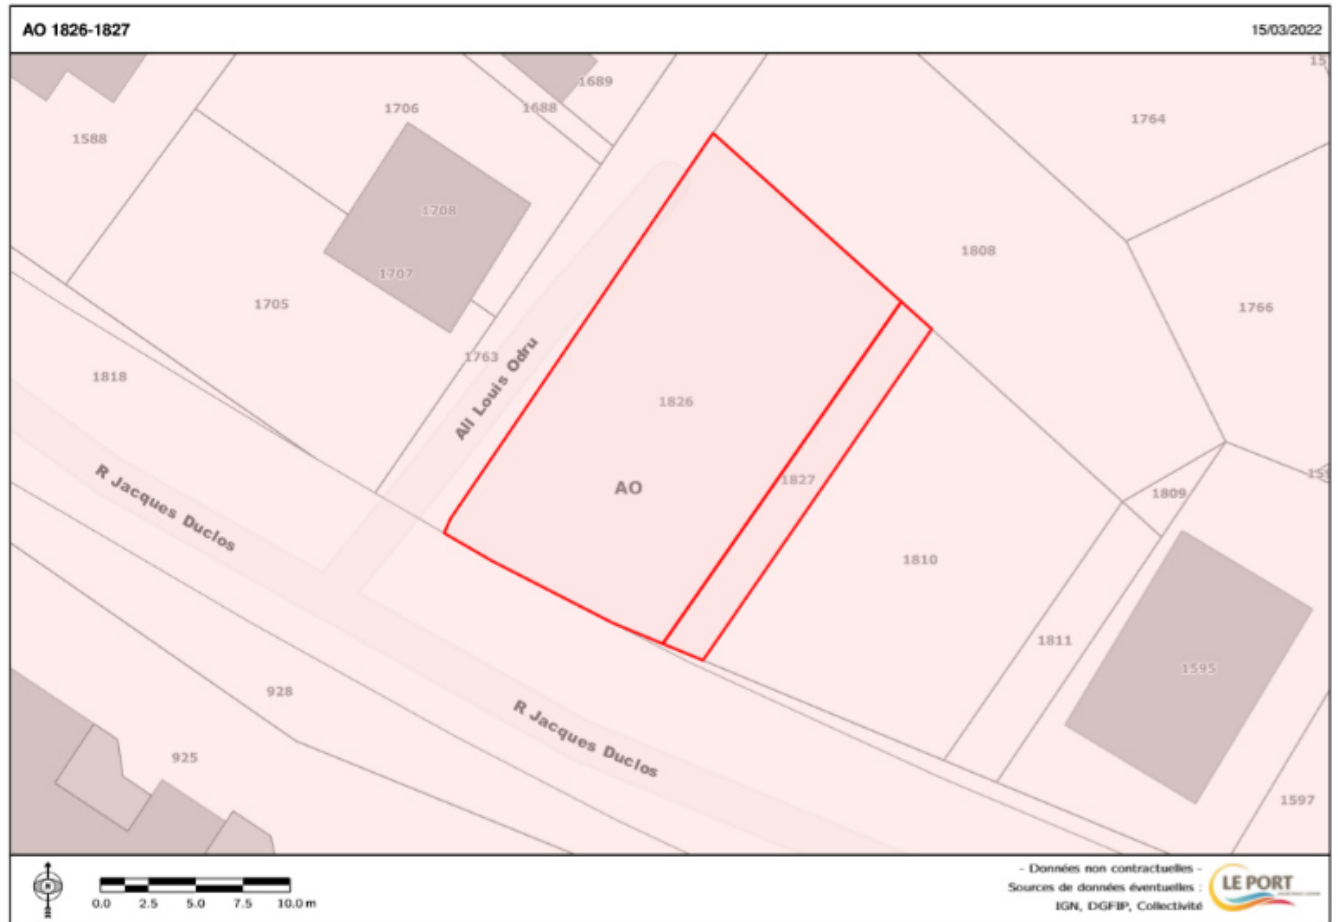 AO 1826-1827
15/03/2022
1689
1706
1688
1764
1588
1708
1808
1707
1705
1766
1763
1818
All Louis Odru
1826
R Jacques Duclos
AO
1827
1809
1810
1811
1595
928
R Jacques Duclos
925
1597
0.0 2.5 5.0 7.5 10.0 m
- Données non contractuelles -
Sources de données éventuelles :
IGN, DGFIP, Collectivité
LE PORT